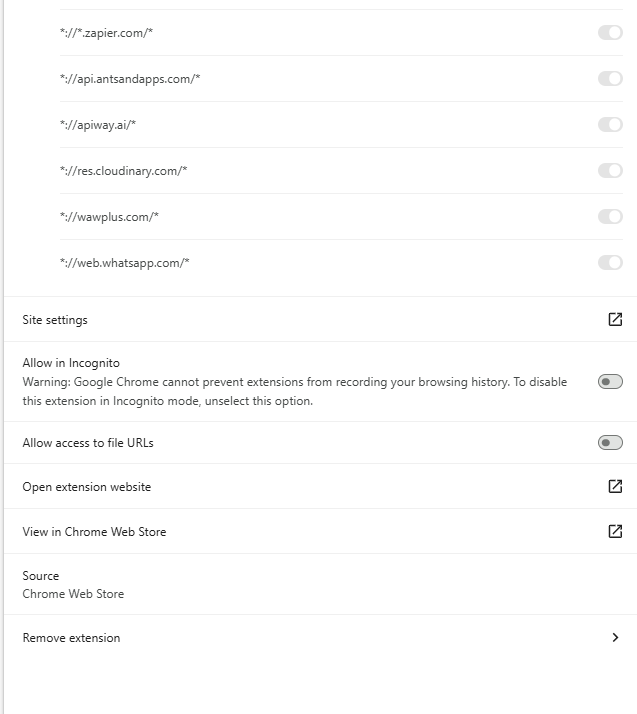 *://*.zapier.com/*
*://api.antsandapps.com/*
*://apiway.ai/*
*://res.cloudinary.com/*
*://wawplus.com/*
*://web.whatsapp.com/*
Site settings
Allow in Incognito
Warning: Google Chrome cannot prevent extensions from recording your browsing history. To disable
this extension in Incognito mode, unselect this option.
Allow access to file URLs
Open extension website
View in Chrome Web Store
Source
Chrome Web Store
Remove extension